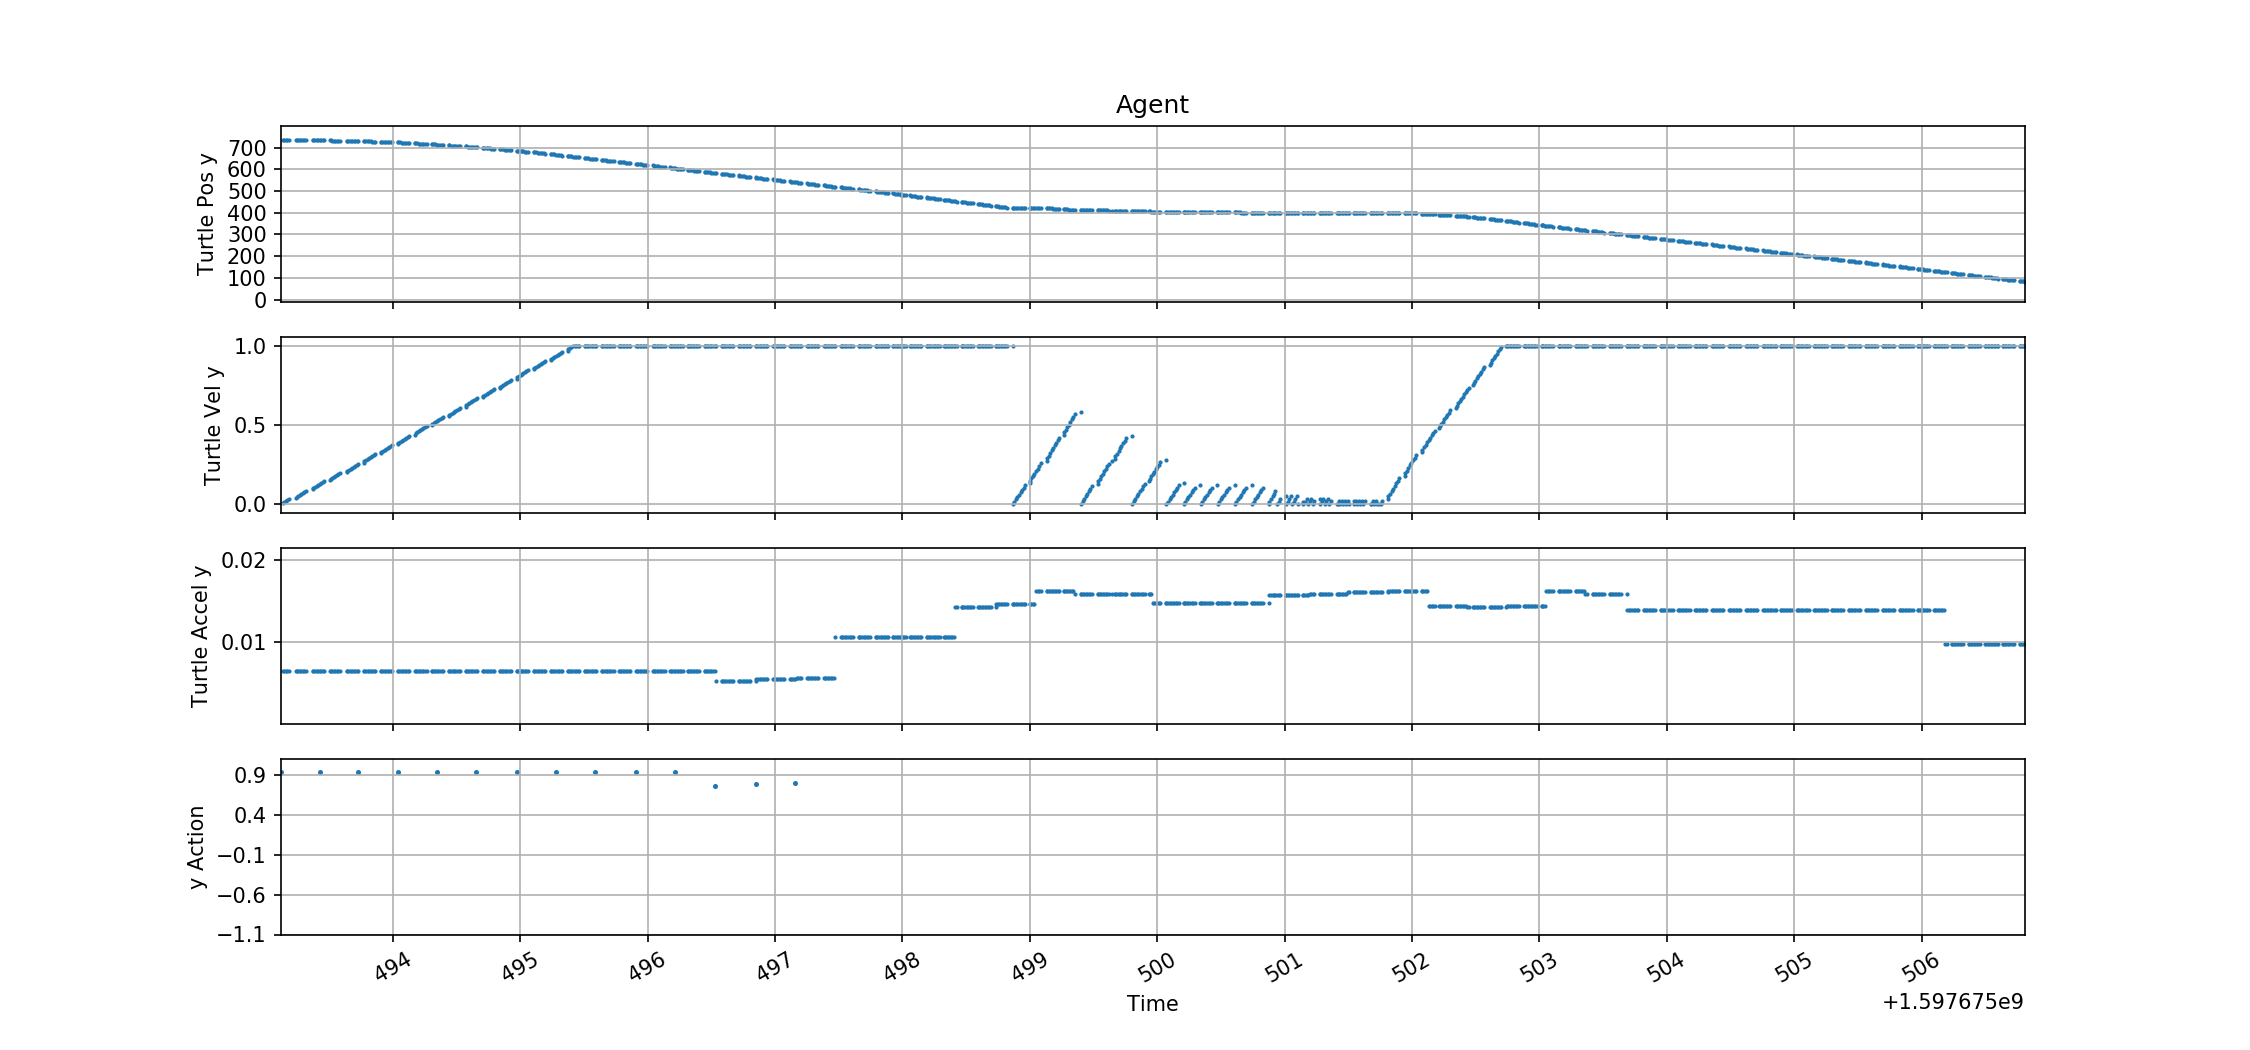 Agent
Turtle Pos y
700
600
500
400
300
200
100
0
Turtle Vel y
1.0
0.5
0.0
Turtle Accel y
0.02
0.01
y Action
0.9
0.4
−0.1
−0.6
−1.1
494 495 496 497 498 499 500 501 502 503 504 505 506
Time
+1.597675e9